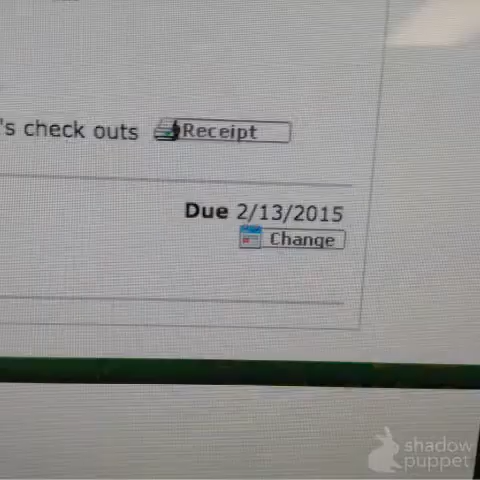 's check outs Receipt
Due 2/13/2015
Change
shadow
puppet